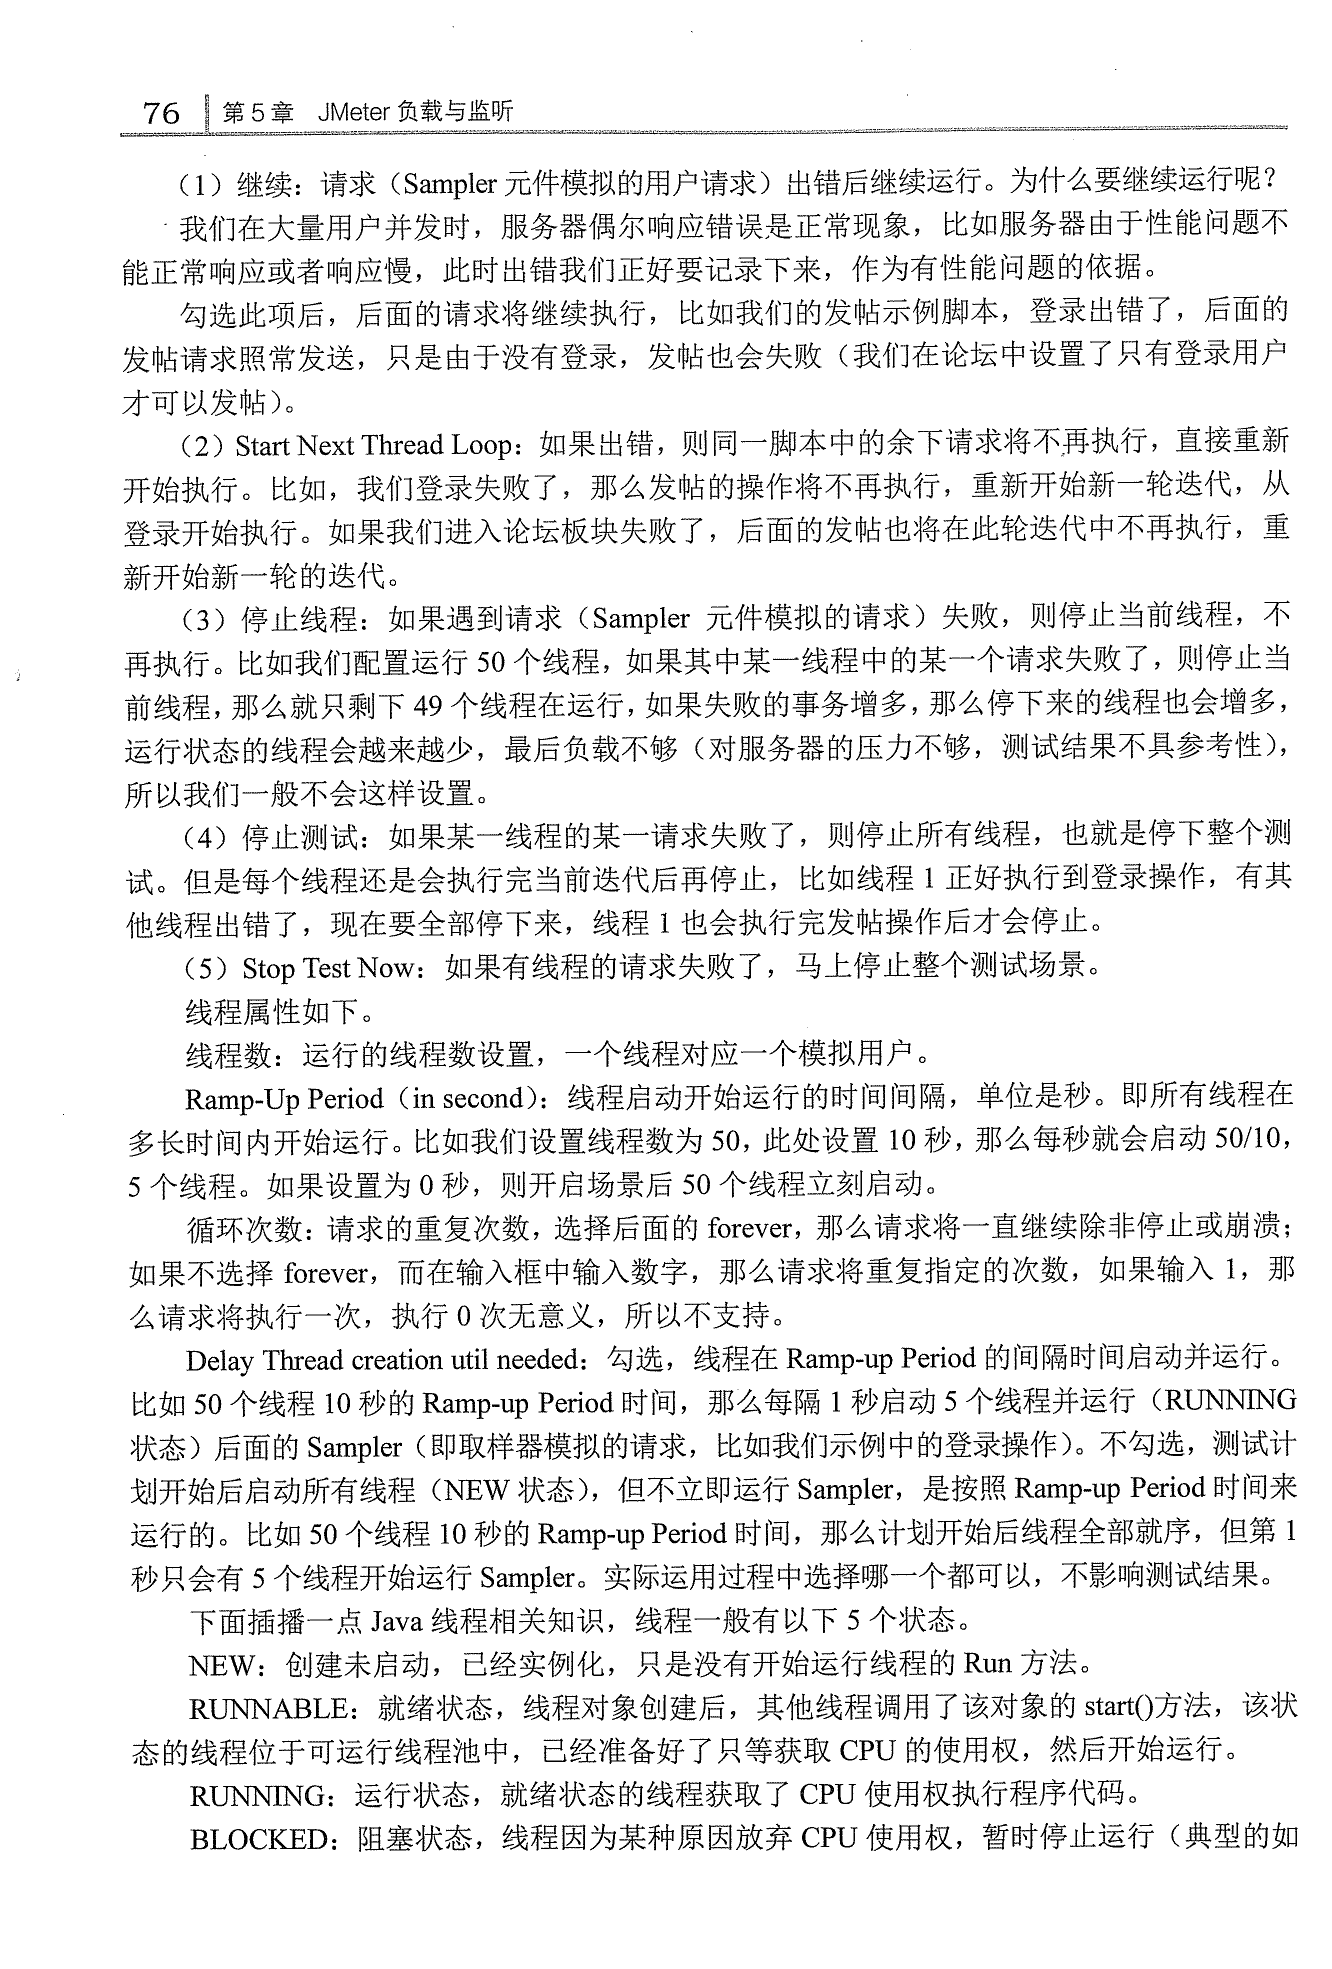 76 第5章 JMeter 负载与监听
（1）继续：请求（Sampler 元件模拟的用户请求）出错后继续运行。为什么要继续运行呢？
我们在大量用户并发时，服务器偶尔响应错误是正常现象，比如服务器由于性能问题不
能正常响应或者响应慢，此时出错我们正好要记录下来，作为有性能问题的依据。
勾选此项后，后面的请求将继续执行，比如我们的发帖示例脚本，登录出错了，后面的
发帖请求照常发送，只是由于没有登录，发帖也会失败（我们在论坛中设置了只有登录用户
才可以发帖）。
（2）Start Next Thread Loop：如果出错，则同一脚本中的余下请求将不再执行，直接重新
开始执行。比如，我们登录失败了，那么发帖的操作将不再执行，重新开始新一轮迭代，从
登录开始执行。如果我们进入论坛板块失败了，后面的发帖也将在此轮迭代中不再执行，重
新开始新一轮的迭代。
（3）停止线程：如果遇到请求（Sampler 元件模拟的请求）失败，则停止当前线程，不
再执行。比如我们配置运行 50 个线程，如果其中某一线程中的某一个请求失败了，则停止当
前线程，那么就只剩下 49 个线程在运行，如果失败的事务增多，那么停下来的线程也会增多，
运行状态的线程会越来越少，最后负载不够（对服务器的压力不够，测试结果不具参考性），
所以我们一般不会这样设置。
（4）停止测试：如果某一线程的某一请求失败了，则停止所有线程，也就是停下整个测
试。但是每个线程还是会执行完当前迭代后再停止，比如线程 1 正好执行到登录操作，有其
他线程出错了，现在要全部停下来，线程 1 也会执行完发帖操作后才会停止。
（5）Stop Test Now：如果有线程的请求失败了，马上停止整个测试场景。
线程属性如下。
线程数：运行的线程数设置，一个线程对应一个模拟用户。
Ramp-Up Period（in second）：线程启动开始运行的时间间隔，单位是秒。即所有线程在
多长时间内开始运行。比如我们设置线程数为 50，此处设置 10 秒，那么每秒就会启动 50/10，
5 个线程。如果设置为 0 秒，则开启场景后 50 个线程立刻启动。
循环次数：请求的重复次数，选择后面的 forever，那么请求将一直继续除非停止或崩溃；
如果不选择 forever，而在输入框中输入数字，那么请求将重复指定的次数，如果输入 1，那
么请求将执行一次，执行 0 次无意义，所以不支持。
Delay Thread creation util needed：勾选，线程在 Ramp-up Period 的间隔时间启动并运行。
比如 50 个线程 10 秒的 Ramp-up Period 时间，那么每隔 1 秒启动 5 个线程并运行（RUNNING
状态）后面的 Sampler（即取样器模拟的请求，比如我们示例中的登录操作）。不勾选，测试计
划开始后启动所有线程（NEW 状态），但不立即运行 Sampler，是按照 Ramp-up Period 时间来
运行的。比如 50 个线程 10 秒的 Ramp-up Period 时间，那么计划开始后线程全部就序，但第 1
秒只会有 5 个线程开始运行 Sampler。实际运用过程中选择哪一个都可以，不影响测试结果。
下面插播一点 Java 线程相关知识，线程一般有以下 5 个状态。
NEW：创建未启动，已经实例化，只是没有开始运行线程的 Run 方法。
RUNNABLE：就绪状态，线程对象创建后，其他线程调用了该对象的 start()方法，该状
态的线程位于可运行线程池中，已经准备好了只等获取 CPU 的使用权，然后开始运行。
RUNNING：运行状态，就绪状态的线程获取了 CPU 使用权执行程序代码。
BLOCKED：阻塞状态，线程因为某种原因放弃 CPU 使用权，暂时停止运行（典型的如